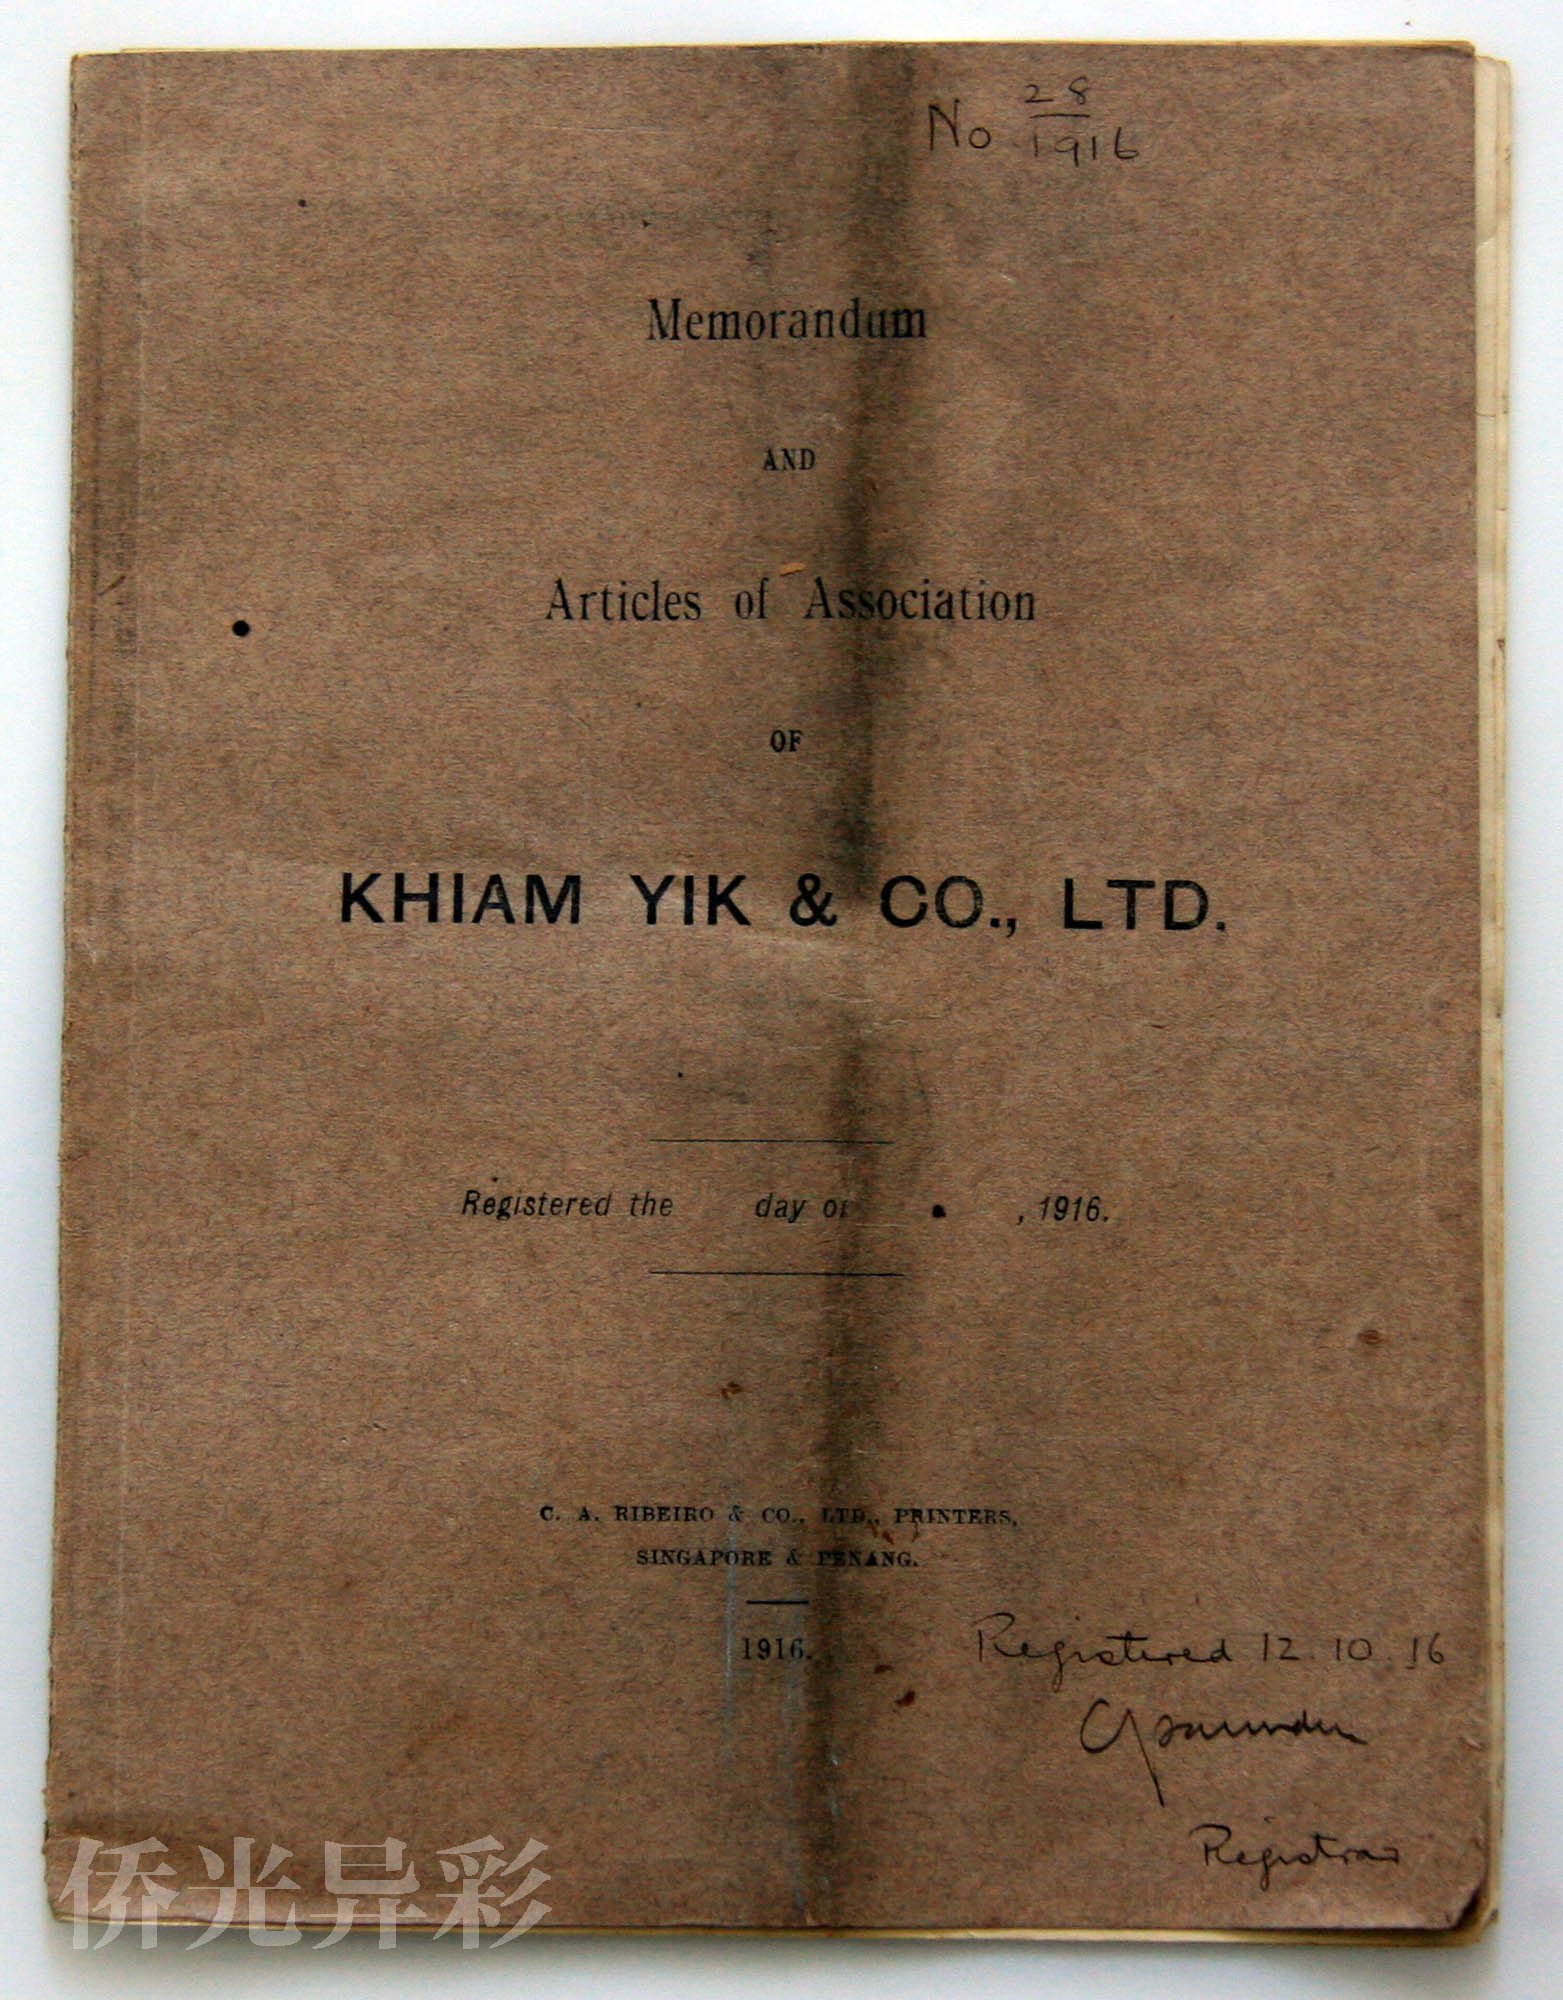 No 28/1916
Memorandum
AND
Articles of Association
OF
KHIAM YIK & CO., LTD.
Registered the day of , 1916.
C. A. RIBEIRO & CO., LTD., PRINTERS,
SINGAPORE & PENANG.
1916.
Registered 12.10.16
Registrar
侨光异彩